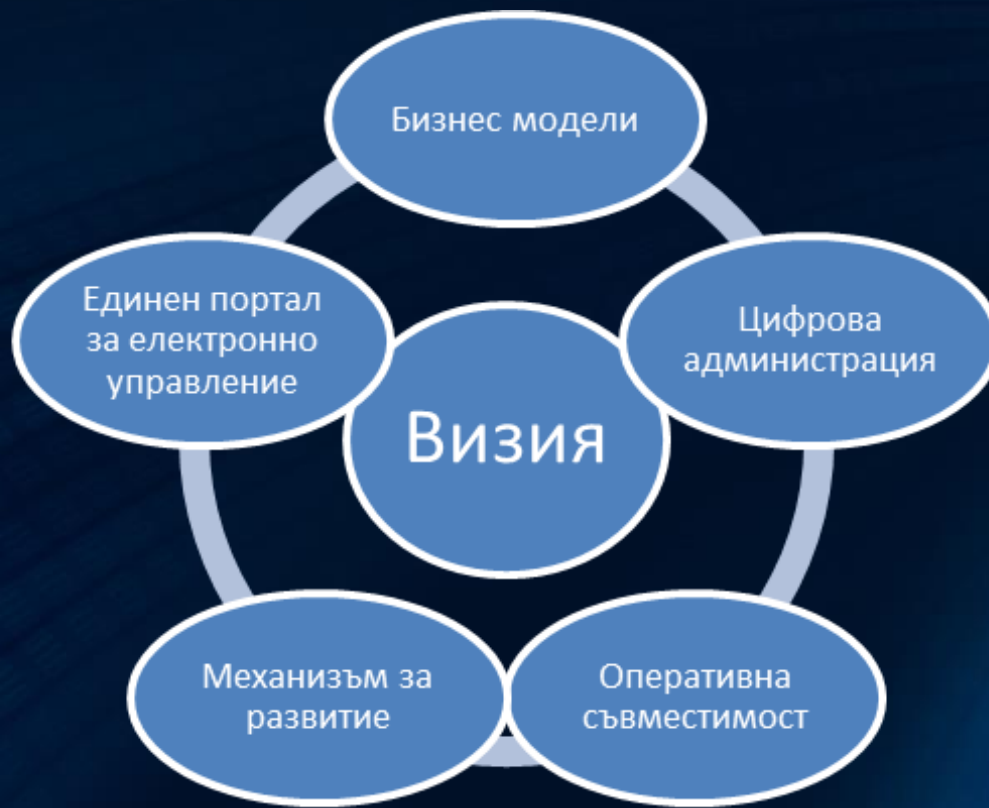 Бизнес модели
Единен портал
за електронно
управление
Цифрова
администрация
Визия
Механизъм за
развитие
Оперативна
съвместимост